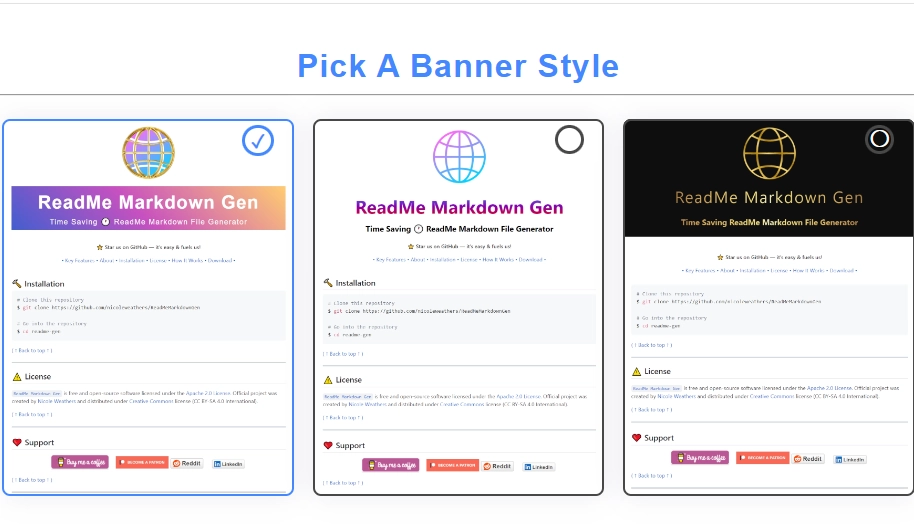 Pick A Banner Style
ReadMe Markdown Gen
Time Saving ReadMe Markdown File Generator
Star us on GitHub — it's easy & fuels us!
• Key Features • About • Installation • License • How It Works • Download •
Installation
# Clone this repository
$ git clone https://github.com/nicoleweathers/ReadMeMarkdownGen
# Go into the repository
$ cd readme-gen
( ↑ Back to top ↑ )
License
ReadMe Markdown Gen is free and open-source software licensed under the Apache 2.0 License. Official project was
created by Nicole Weathers and distributed under Creative Commons license (CC BY-SA 4.0 International).
( ↑ Back to top ↑ )
Support
Buy me a coffee BECOME A PATRON Reddit LinkedIn
( ↑ Back to top ↑ )
ReadMe Markdown Gen
Time Saving ReadMe Markdown File Generator
Star us on GitHub — it's easy & fuels us!
• Key Features • About • Installation • License • How It Works • Download •
Installation
# Clone this repository
$ git clone https://github.com/nicoleweathers/ReadMeMarkdownGen
# Go into the repository
$ cd readme-gen
( ↑ Back to top ↑ )
License
ReadMe Markdown Gen is free and open-source software licensed under the Apache 2.0 License. Official project was
created by Nicole Weathers and distributed under Creative Commons license (CC BY-SA 4.0 International).
( ↑ Back to top ↑ )
Support
Buy me a coffee BECOME A PATRON Reddit LinkedIn
( ↑ Back to top ↑ )
ReadMe Markdown Gen
Time Saving ReadMe Markdown File Generator
Star us on GitHub — it's easy & fuels us!
• Key Features • About • Installation • License • How It Works • Download •
# Clone this repository
$ git clone https://github.com/nicoleweathers/ReadMeMarkdownGen
# Go into the repository
$ cd readme-gen
( ↑ Back to top ↑ )
License
ReadMe Markdown Gen is free and open-source software licensed under the Apache 2.0 License. Official project was
created by Nicole Weathers and distributed under Creative Commons license (CC BY-SA 4.0 International).
( ↑ Back to top ↑ )
Support
Buy me a coffee BECOME A PATRON Reddit LinkedIn
( ↑ Back to top ↑ )